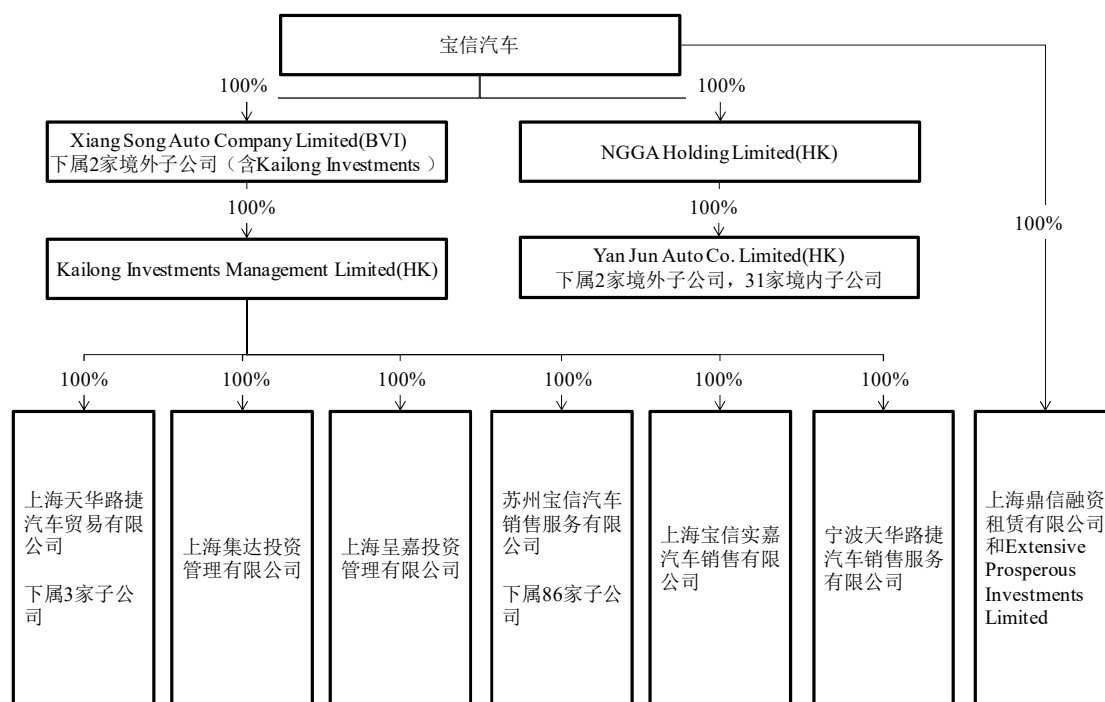 宝信汽车
100%
100%
Xiang Song Auto Company Limited(BVI)
下属2家境外子公司（含Kailong Investments ）
NGGA Holding Limited(HK)
100%
100%
100%
Kailong Investments Management Limited(HK)
Yan Jun Auto Co. Limited(HK)
下属2家境外子公司，31家境内子公司
100%
100%
100%
100%
100%
100%
上海天华路捷
汽车贸易有限
公司
下属3家子公
司
上海集达投资
管理有限公司
上海呈嘉投资
管理有限公司
苏州宝信汽车
销售服务有限
公司
下属86家子公
司
上海宝信实嘉
汽车销售有限
公司
宁波天华路捷
汽车销售服务
有限公司
上海鼎信融资
租赁有限公司
和Extensive
Prosperous
Investments
Limited